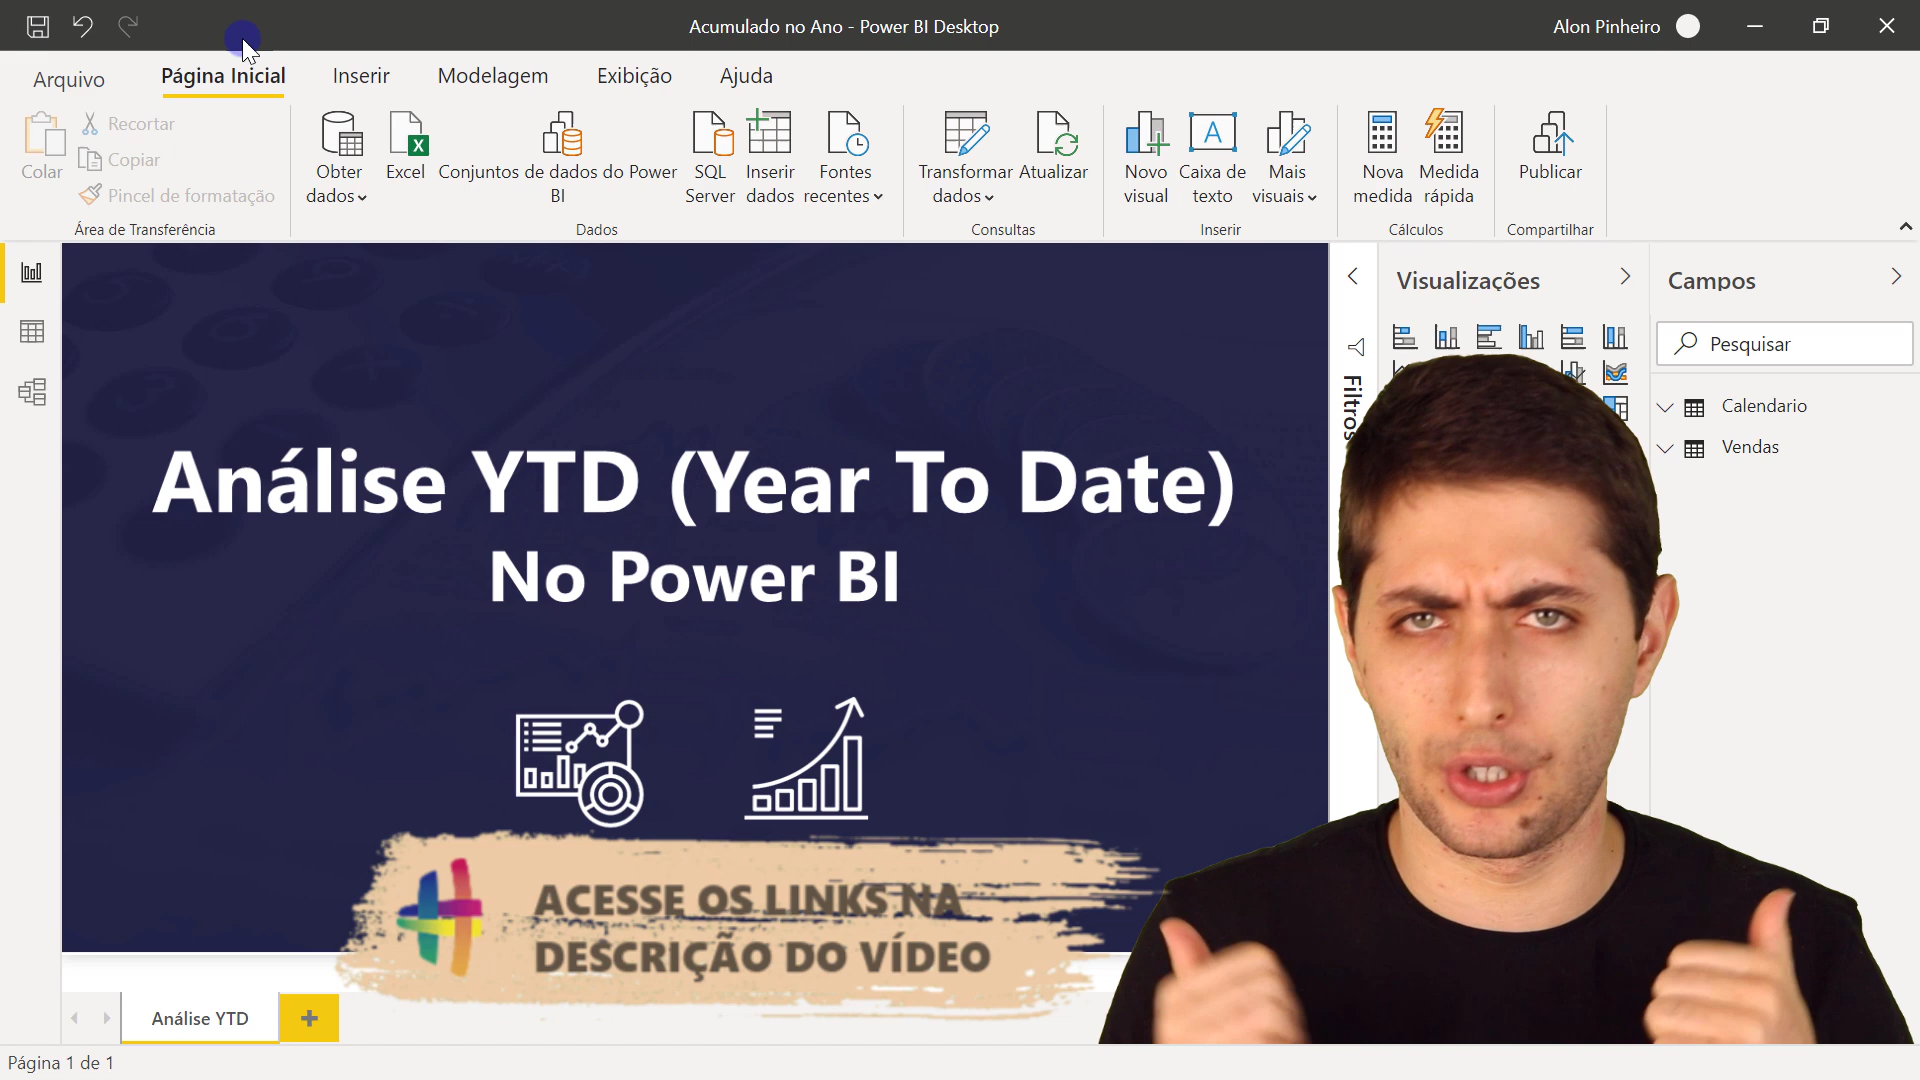 Acumulado no Ano - Power BI Desktop
Alon Pinheiro
Arquivo
Página Inicial
Inserir
Modelagem
Exibição
Ajuda
Colar
Recortar
Copiar
Pincel de formatação
Área de Transferência
Obter dados
Excel
Conjuntos de dados do Power BI
SQL Server
Inserir dados
Fontes recentes
Dados
Transformar dados
Atualizar
Consultas
Novo visual
Caixa de texto
Mais visuais
Inserir
Nova medida
Medida rápida
Cálculos
Publicar
Compartilhar
Análise YTD (Year To Date)
No Power BI
ACESSE OS LINKS NA
DESCRIÇÃO DO VÍDEO
Filtros
Visualizações
Campos
Pesquisar
Calendario
Vendas
Análise YTD
Página 1 de 1